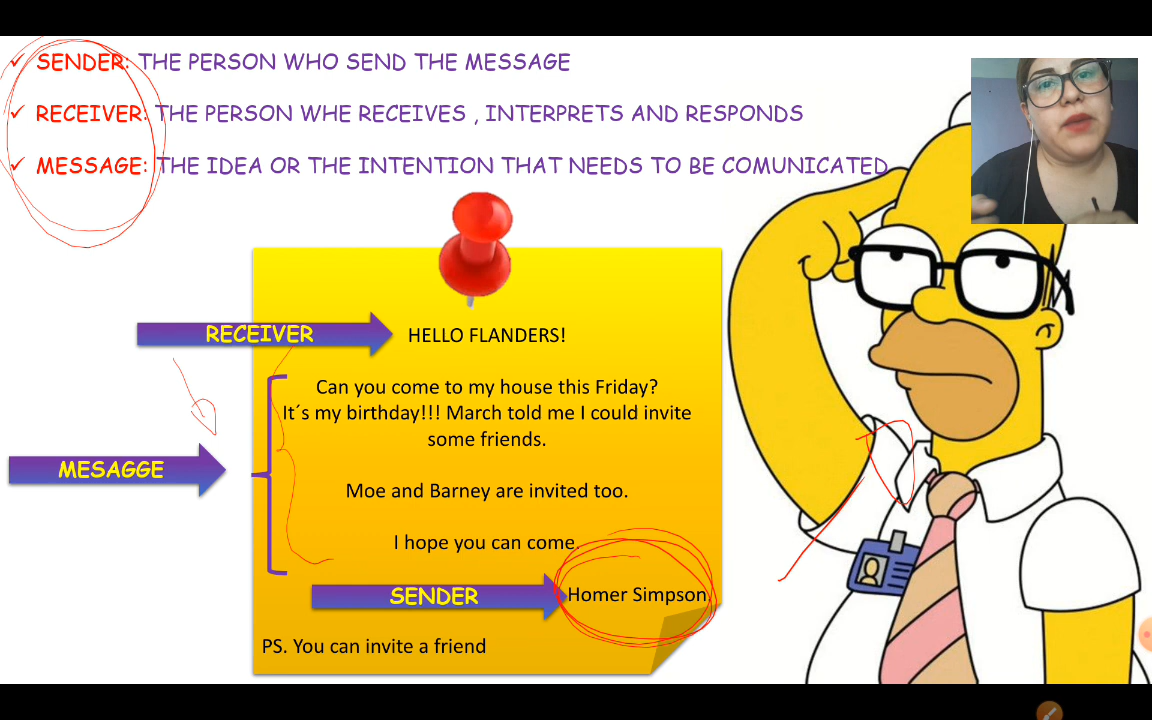 ✓ SENDER: THE PERSON WHO SEND THE MESSAGE
✓ RECEIVER: THE PERSON WHE RECEIVES , INTERPRETS AND RESPONDS
✓ MESSAGE: THE IDEA OR THE INTENTION THAT NEEDS TO BE COMUNICATED
RECEIVER
HELLO FLANDERS!
Can you come to my house this Friday?
It´s my birthday!!! March told me I could invite
some friends.
MESAGGE
Moe and Barney are invited too.
I hope you can come.
SENDER
Homer Simpson.
PS. You can invite a friend